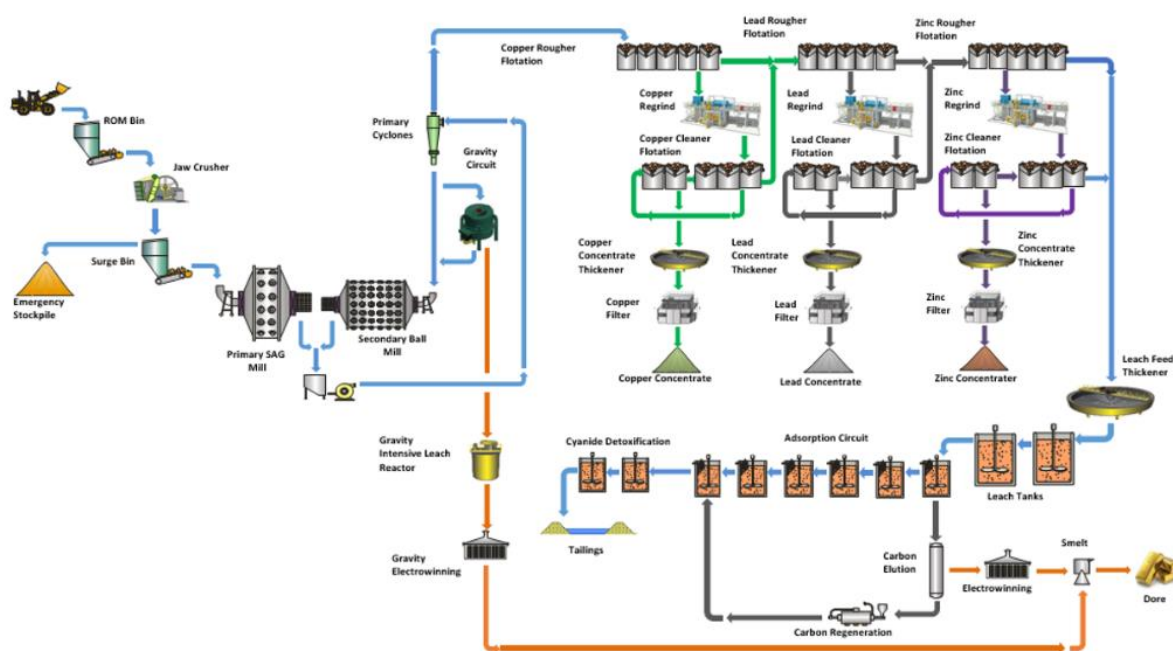 Copper Rougher
Flotation
Lead Rougher
Flotation
Zinc Rougher
Flotation
ROM Bin
Jaw Crusher
Surge Bin
Emergency
Stockpile
Primary SAG
Mill
Secondary Ball
Mill
Primary
Cyclones
Gravity
Circuit
Copper
Regrind
Lead
Regrind
Zinc
Regrind
Copper Cleaner
Flotation
Lead Cleaner
Flotation
Zinc Cleaner
Flotation
Copper
Concentrate
Thickener
Lead
Concentrate
Thickener
Zinc
Concentrate
Thickener
Copper
Filter
Lead
Filter
Zinc
Filter
Copper Concentrate
Lead Concentrate
Zinc Concentrater
Leach Feed
Thickener
Gravity
Intensive Leach
Reactor
Cyanide Detoxification
Adsorption Circuit
Leach Tanks
Tailings
Gravity
Electrowinning
Carbon
Elution
Electrowinning
Smelt
Dore
Carbon Regeneration